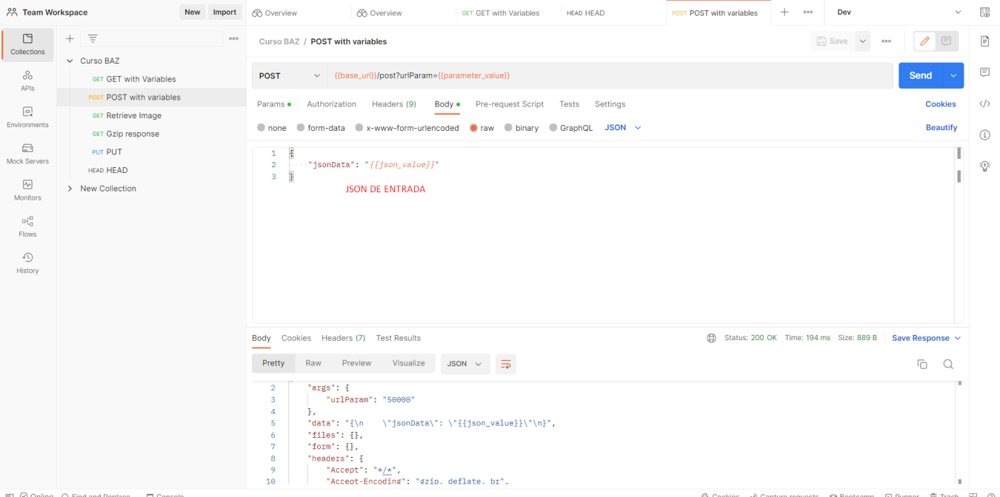 Team Workspace New Import Overview Overview GET GET with Variables HEAD HEAD POST POST with variables Dev
Collections
APIs
Environments
Mock Servers
Monitors
Flows
History
Curso BAZ
GET GET with Variables
POST POST with variables
GET Retrieve Image
GET Gzip response
PUT PUT
HEAD HEAD
New Collection
Curso BAZ / POST with variables Save
POST {{base_url}}/post?urlParam={{parameter_value}} Send
Params Authorization Headers (9) Body Pre-request Script Tests Settings Cookies
none form-data x-www-form-urlencoded raw binary GraphQL JSON Beautify
1 {
2 "jsonData": "{{json_value}}"
3 }
JSON DE ENTRADA
Body Cookies Headers (7) Test Results Status: 200 OK Time: 194 ms Size: 889 B Save Response
Pretty Raw Preview Visualize JSON
2 "args": {
3 "urlParam": "50000"
4 },
5 "data": "{\n    \"jsonData\": \"{{json_value}}\"\n}",
6 "files": {},
7 "form": {},
8 "headers": {
9 "Accept": "*/*",
10 "Accept-Encoding": "gzip, deflate, br",
Online Find and Replace Console Cookies Capture requests Bootcamp Runner Trash